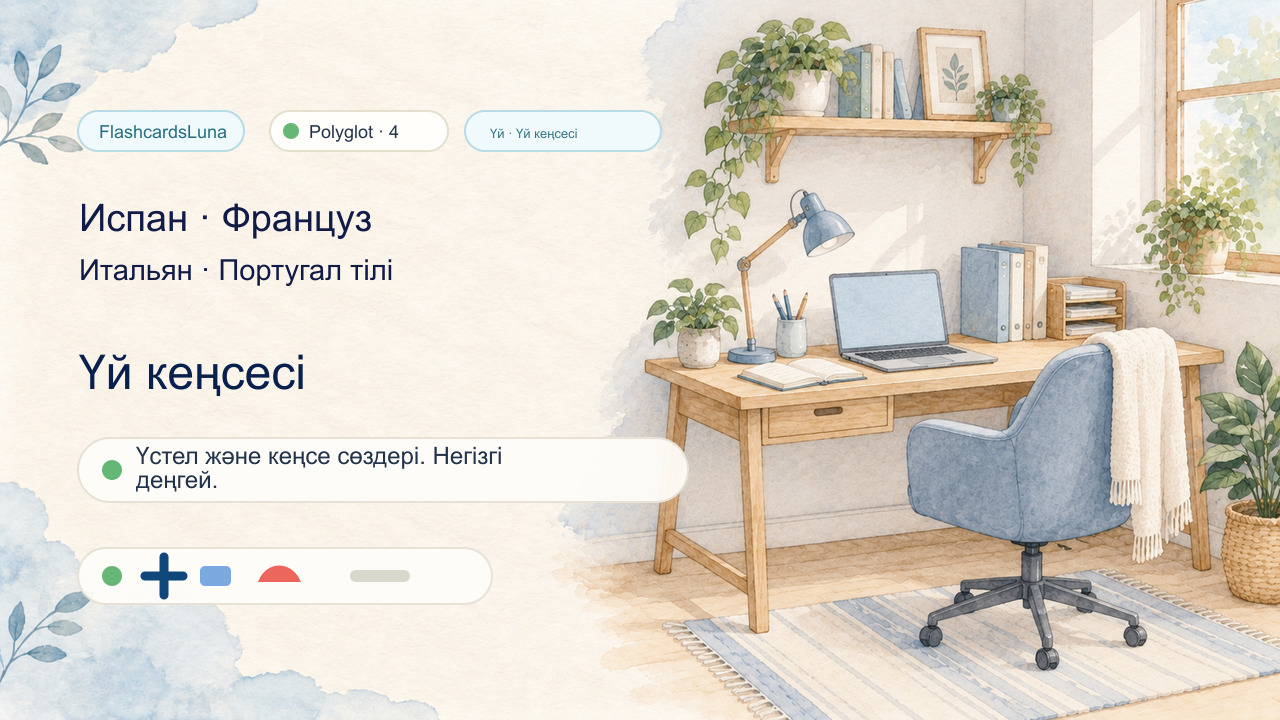 FlashcardsLuna
Polyglot · 4
Үй · Үй кеңсесі
Испан · Француз
Итальян · Португал тілі
Үй кеңсесі
Үстел және кеңсе сөздері. Негізгі
деңгей.